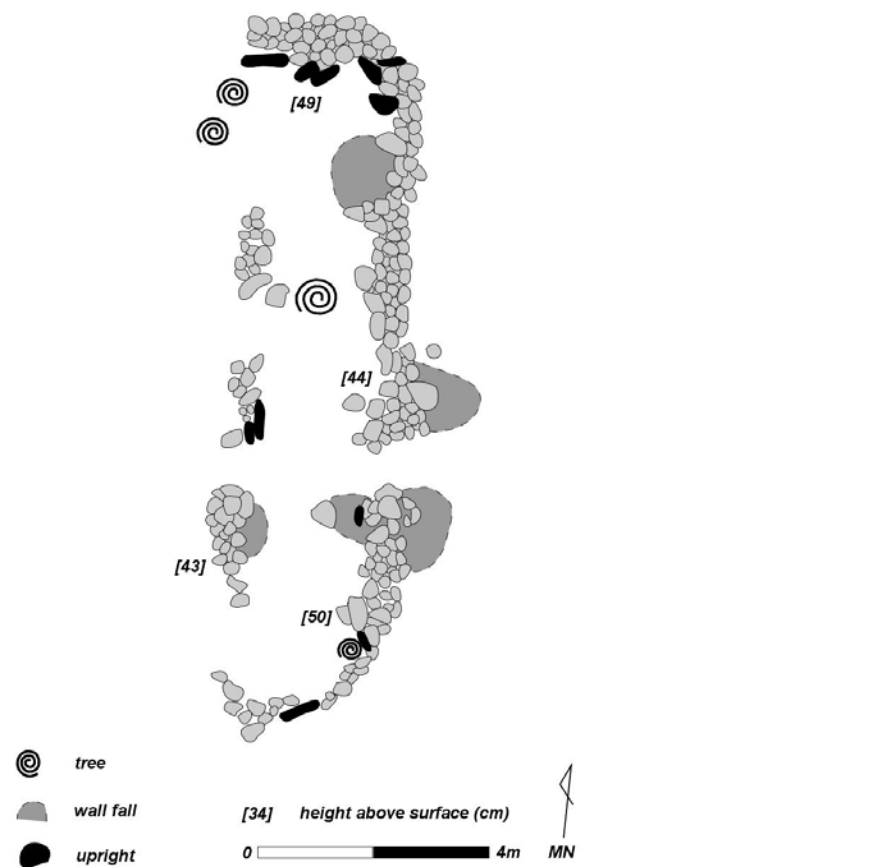 [49]
[44]
[43]
[50]
tree
wall fall
[34] height above surface (cm)
upright
0 4m
MN